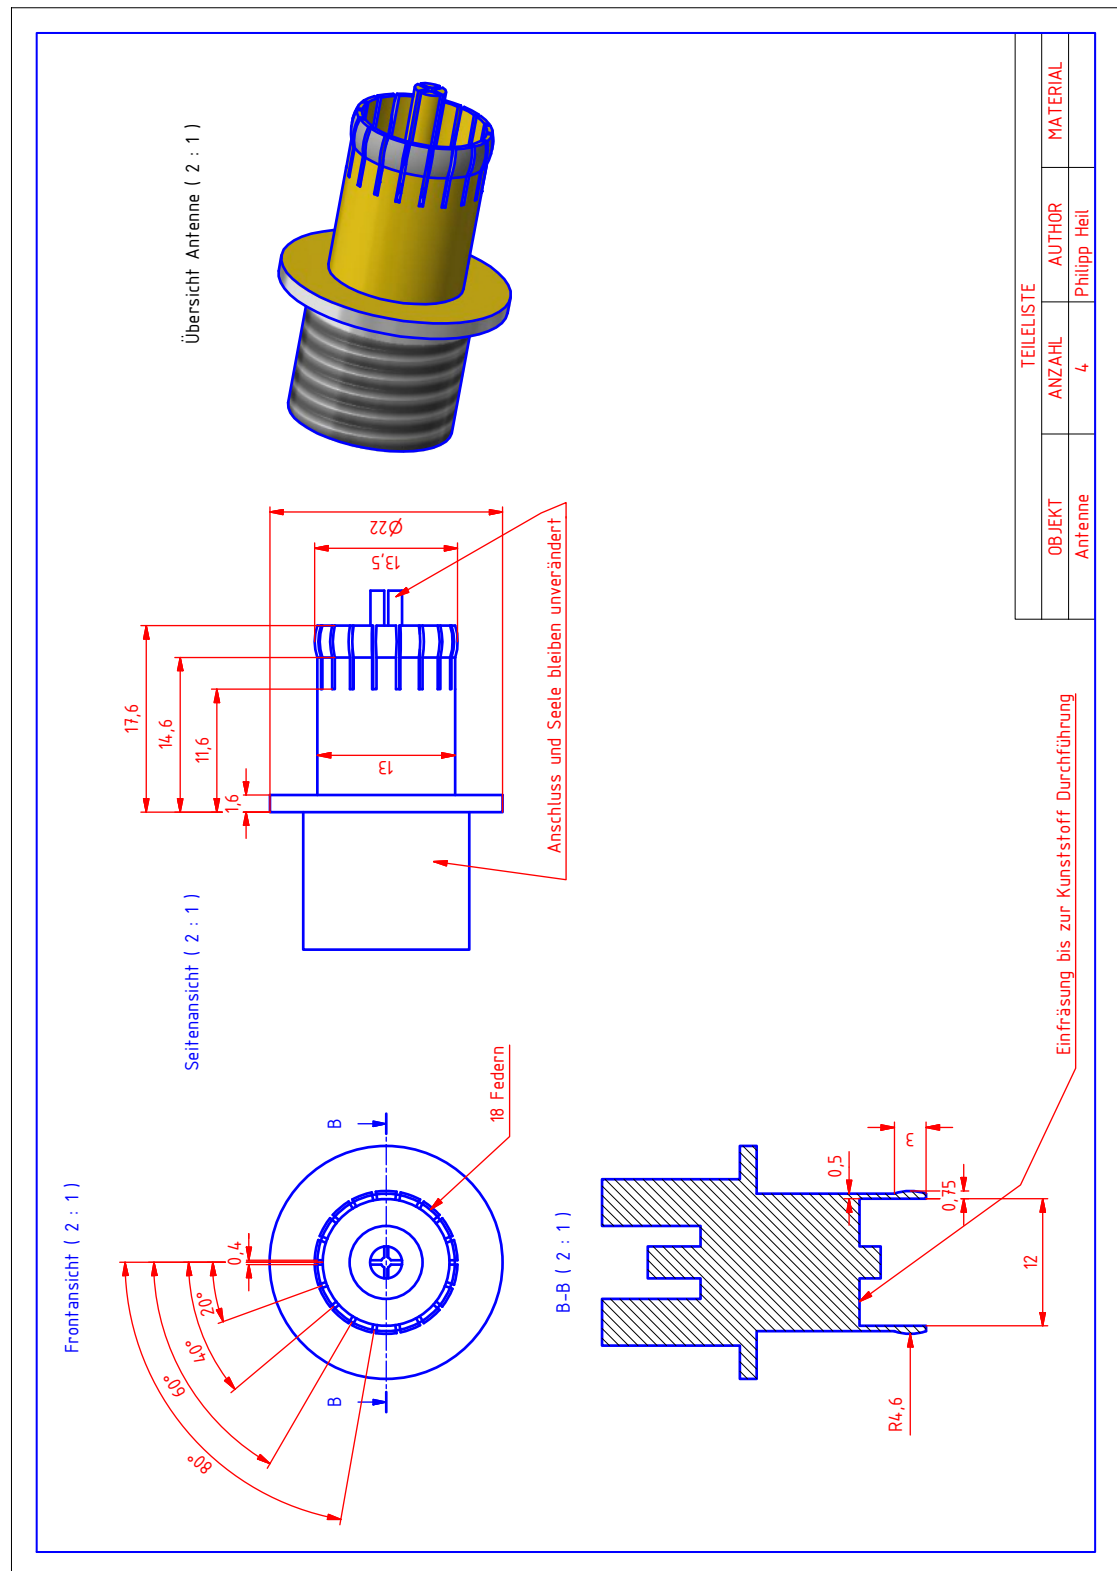 Frontansicht ( 2 : 1 )
80°
60°
40°
20°
0,4
B
B
18 Federn
Seitenansicht ( 2 : 1 )
17,6
14,6
11,6
1,6
13
13,5
Ø22
Anschluss und Seele bleiben unverändert
Übersicht Antenne ( 2 : 1 )
B-B ( 2 : 1 )
0,5
3
0,75
12
R4,6
Einfräsung bis zur Kunststoff Durchführung
TEILELISTE
OBJEKT ANZAHL AUTHOR MATERIAL
Antenne 4 Philipp Heil